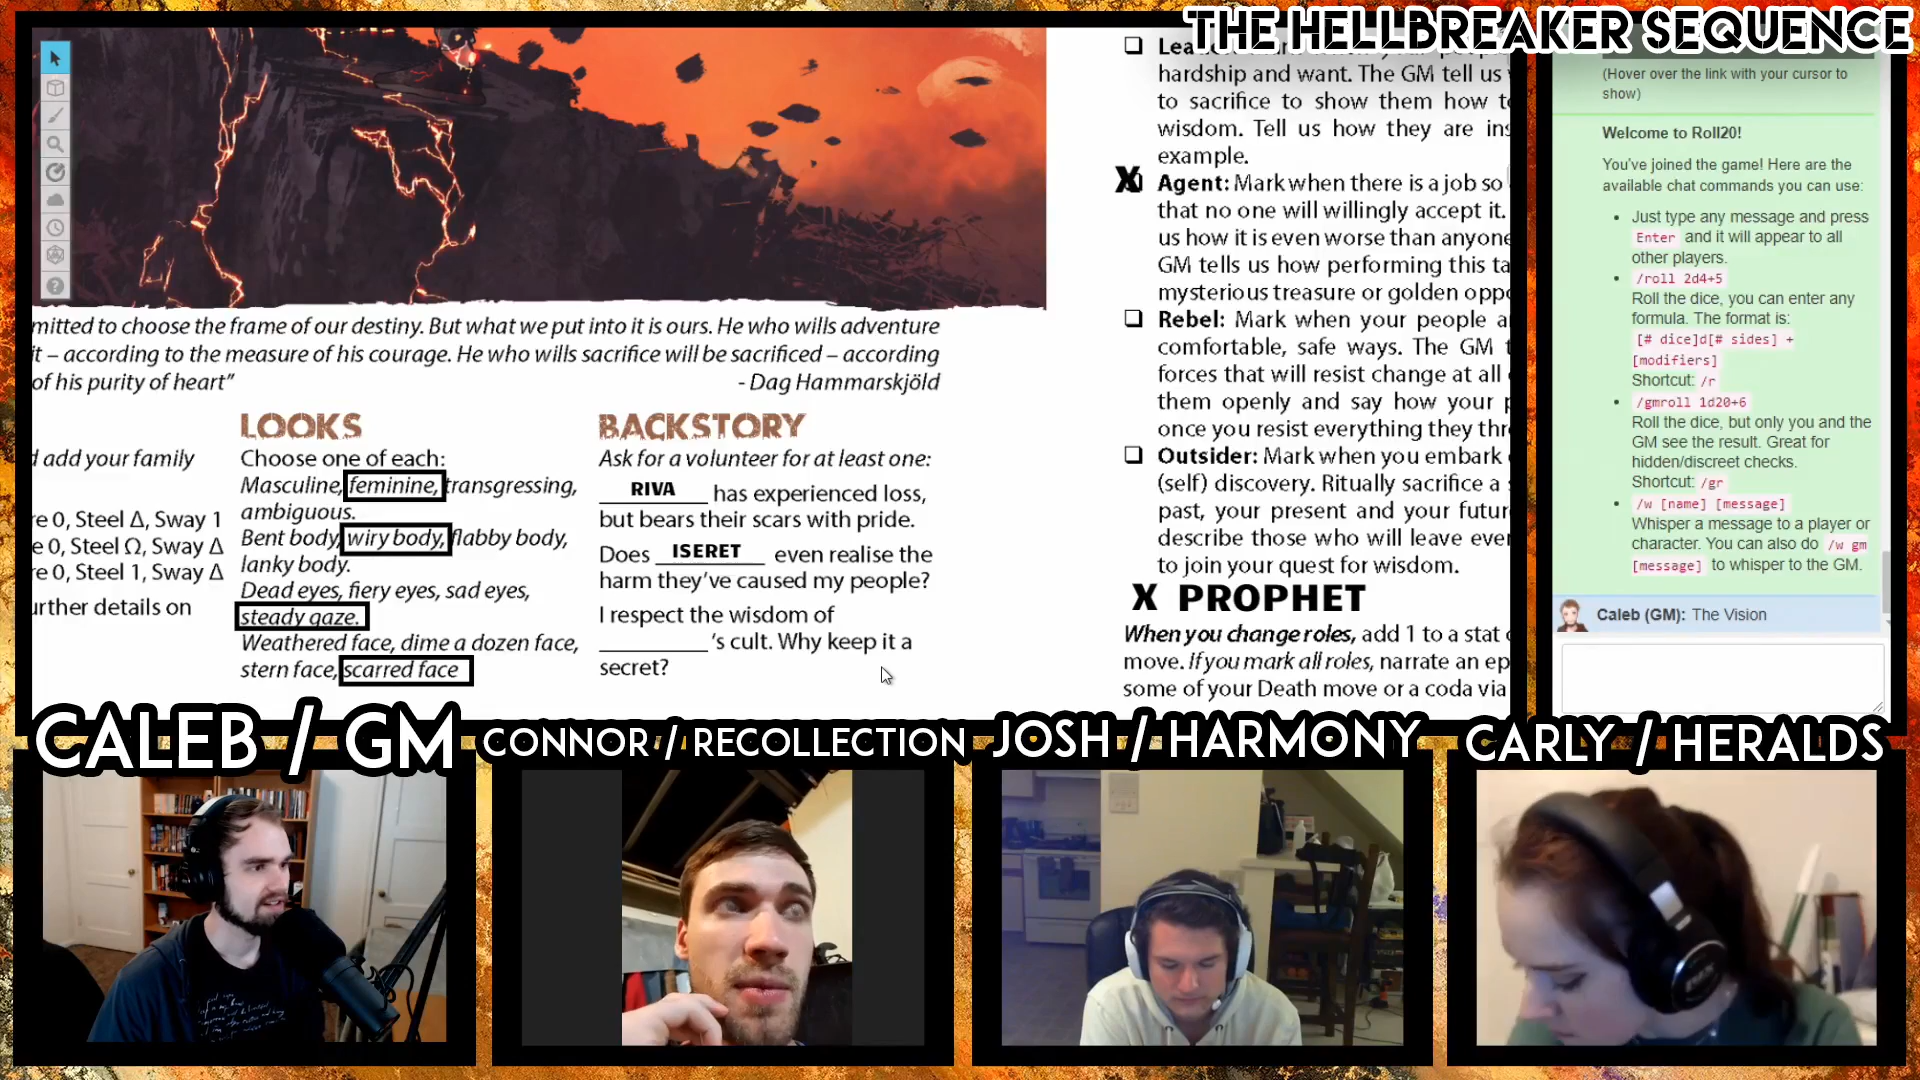 THE HELLBREAKER SEQUENCE
hardship and want. The GM tell us
to sacrifice to show them how
wisdom. Tell us how they are ins
example.
X Agent: Mark when there is a job so
that no one will willingly accept it.
us how it is even worse than anyone
GM tells us how performing this ta
mysterious treasure or golden oppo
Rebel: Mark when your people a
comfortable, safe ways. The GM
forces that will resist change at all
them openly and say how your p
once you resist everything they thr
Outsider: Mark when you embark
(self) discovery. Ritually sacrifice a
past, your present and your futur
describe those who will leave ever
to join your quest for wisdom.
X PROPHET
When you change roles, add 1 to a stat
move. If you mark all roles, narrate an ep
some of your Death move or a coda via
mitted to choose the frame of our destiny. But what we put into it is ours. He who wills adventure
it – according to the measure of his courage. He who wills sacrifice will be sacrificed – according
of his purity of heart”
- Dag Hammarskjöld
d add your family
re 0, Steel Δ, Sway 1
e 0, Steel Ω, Sway Δ
re 0, Steel 1, Sway Δ
urther details on
LOOKS
Choose one of each:
Masculine, feminine, transgressing,
ambiguous.
Bent body, wiry body, flabby body,
lanky body.
Dead eyes, fiery eyes, sad eyes,
steady gaze.
Weathered face, dime a dozen face,
stern face, scarred face
BACKSTORY
Ask for a volunteer for at least one:
RIVA has experienced loss,
but bears their scars with pride.
Does ISERET even realise the
harm they’ve caused my people?
I respect the wisdom of
________ ’s cult. Why keep it a
secret?
(Hover over the link with your cursor to
show)
Welcome to Roll20!
You've joined the game! Here are the
available chat commands you can use:
• Just type any message and press
Enter and it will appear to all
other players.
• /roll 2d4+5
Roll the dice, you can enter any
formula. The format is:
[# dice]d[# sides] +
[modifiers]
Shortcut: /r
• /gmroll 1d20+6
Roll the dice, but only you and the
GM see the result. Great for
hidden/discreet checks.
Shortcut: /gr
• /w [name] [message]
Whisper a message to a player or
character. You can also do /w gm
[message] to whisper to the GM.
Caleb (GM): The Vision
CALEB / GM
CONNOR / RECOLLECTION
JOSH / HARMONY
CARLY / HERALDS